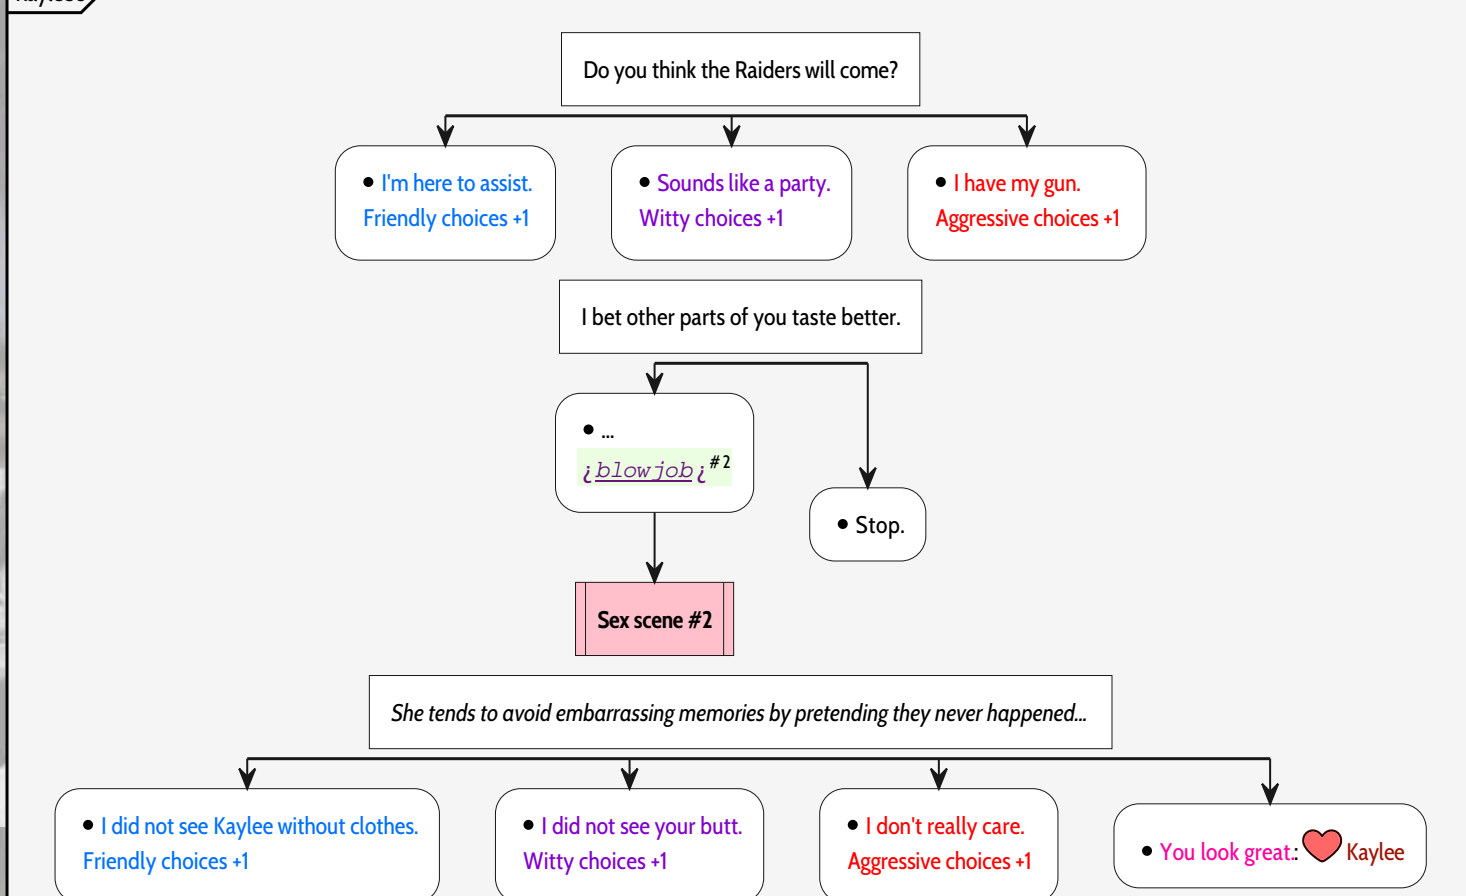 Do you think the Raiders will come?
• I'm here to assist.
Friendly choices +1
• Sounds like a party.
Witty choices +1
• I have my gun.
Aggressive choices +1
I bet other parts of you taste better.
• ...
¿blowjob¿#2
• Stop.
Sex scene #2
She tends to avoid embarrassing memories by pretending they never happened...
• I did not see Kaylee without clothes.
Friendly choices +1
• I did not see your butt.
Witty choices +1
• I don't really care.
Aggressive choices +1
• You look great.: Kaylee